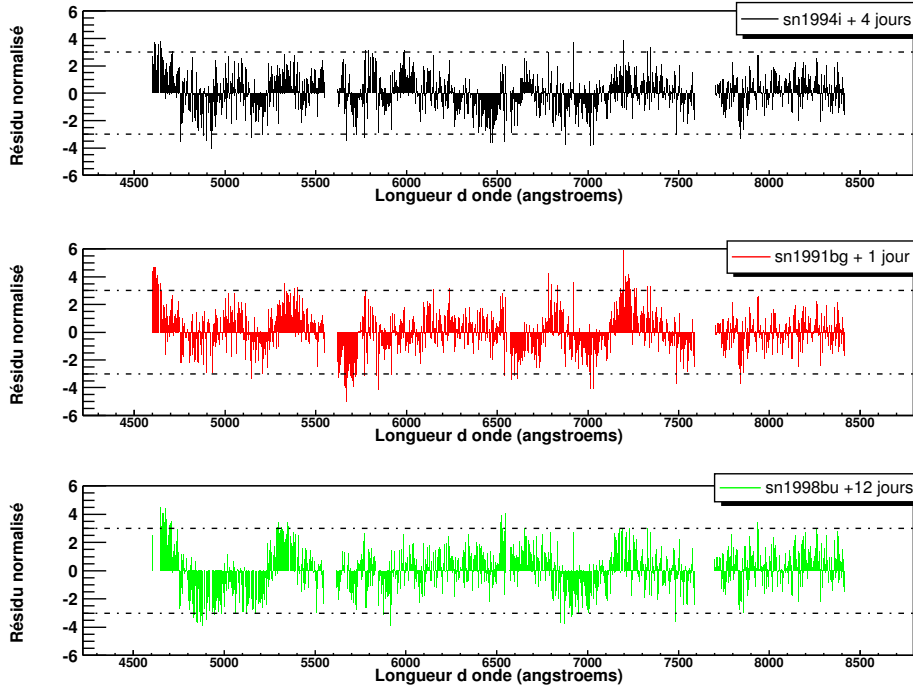 sn1994i + 4 jours
Résidu normalisé
6
4
2
0
-2
-4
-6
4500 5000 5500 6000 6500 7000 7500 8000 8500
Longueur d onde (angstroems)
sn1991bg + 1 jour
Résidu normalisé
6
4
2
0
-2
-4
-6
4500 5000 5500 6000 6500 7000 7500 8000 8500
Longueur d onde (angstroems)
sn1998bu +12 jours
Résidu normalisé
6
4
2
0
-2
-4
-6
4500 5000 5500 6000 6500 7000 7500 8000 8500
Longueur d onde (angstroems)